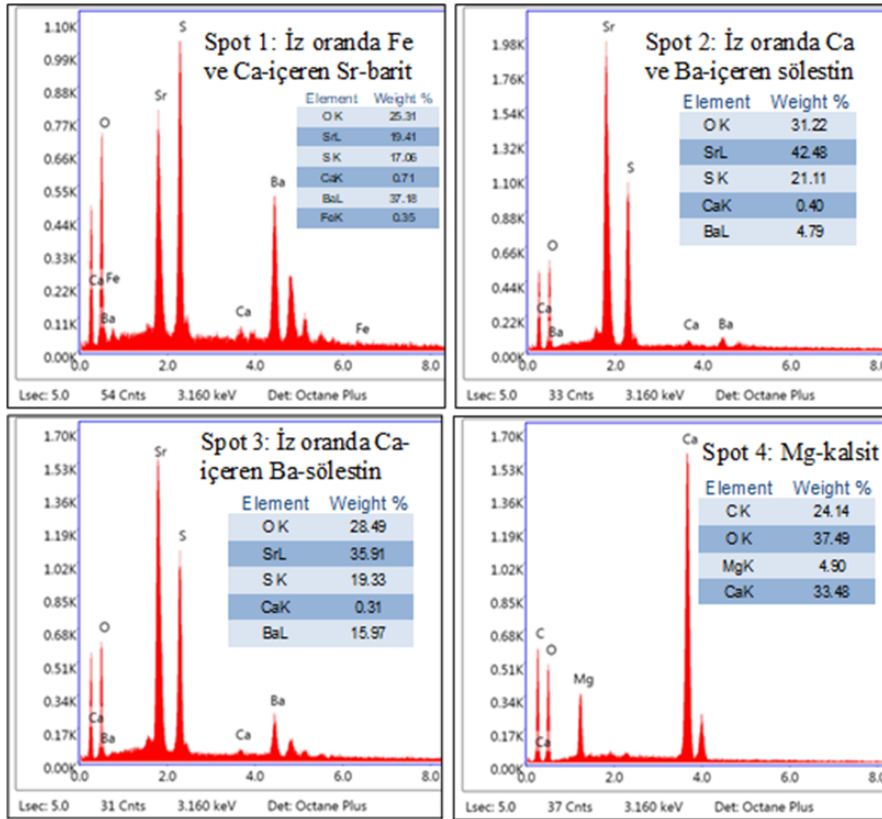 Spot 1: İz oranda Fe
ve Ca-içeren Sr-barit
Element Weight %
O K 25.31
SrL 19.41
S K 17.06
CaK 0.71
BaL 37.18
FeK 0.35
1.10K
0.99K
0.88K
0.77K
0.66K
0.55K
0.44K
0.33K
0.22K
0.11K
0.00K
O
Sr
S
Ba
Ca Fe
Ba
Ca
Fe
0.0 2.0 4.0 6.0 8.0
Lsec: 5.0 54 Cnts 3.160 keV Det: Octane Plus
Spot 2: İz oranda Ca
ve Ba-içeren sölestin
Element Weight %
O K 31.22
SrL 42.48
S K 21.11
CaK 0.40
BaL 4.79
1.98K
1.76K
1.54K
1.32K
1.10K
0.88K
0.66K
0.44K
0.22K
0.00K
Sr
S
O
Ca
Ba
Ca
Ba
0.0 2.0 4.0 6.0 8.0
Lsec: 5.0 33 Cnts 3.160 keV Det: Octane Plus
Spot 3: İz oranda Ca-
içeren Ba-sölestin
Element Weight %
O K 28.49
SrL 35.91
S K 19.33
CaK 0.31
BaL 15.97
1.70K
1.53K
1.36K
1.19K
1.02K
0.85K
0.68K
0.51K
0.34K
0.17K
0.00K
Sr
S
O
Ca
Ba
Ca
Ba
0.0 2.0 4.0 6.0 8.0
Lsec: 5.0 31 Cnts 3.160 keV Det: Octane Plus
Spot 4: Mg-kalsit
Element Weight %
C K 24.14
O K 37.49
MgK 4.90
CaK 33.48
1.70K
1.53K
1.36K
1.19K
1.02K
0.85K
0.68K
0.51K
0.34K
0.17K
0.00K
Ca
C
O
Mg
Ca
0.0 2.0 4.0 6.0 8.0
Lsec: 5.0 37 Cnts 3.160 keV Det: Octane Plus